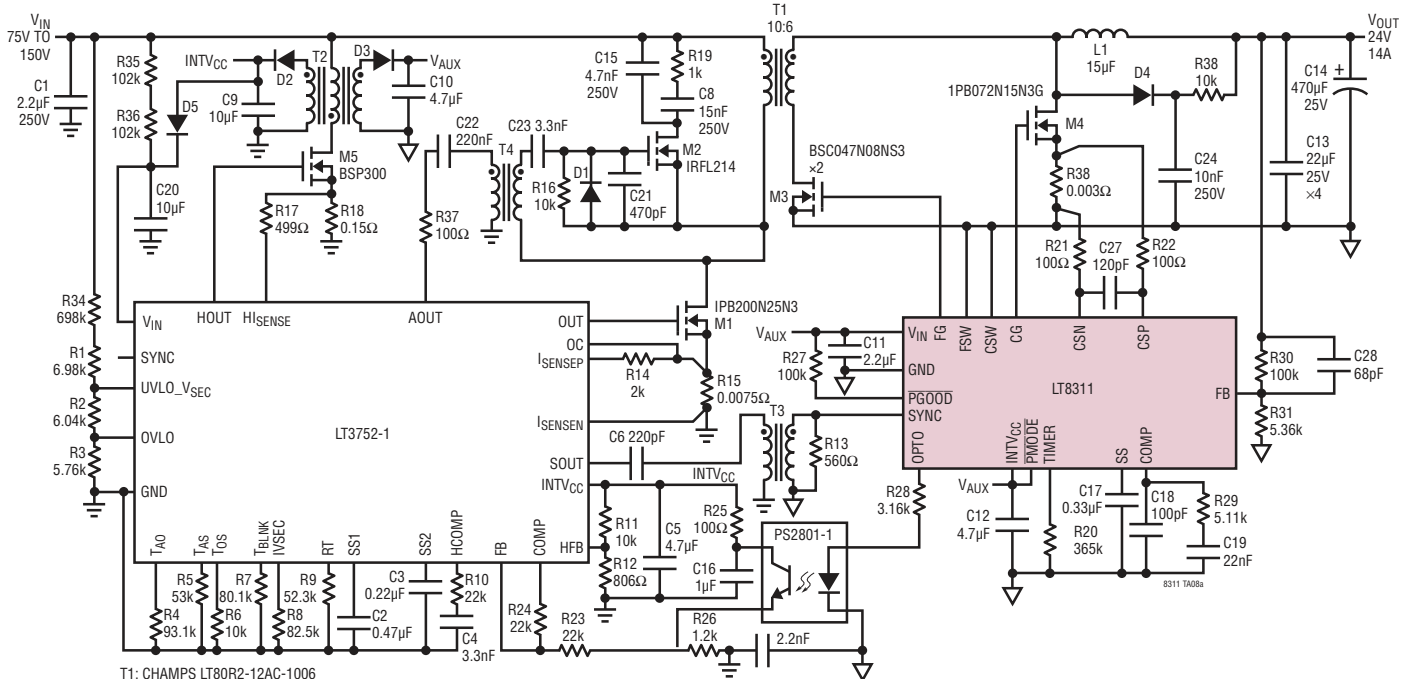 VIN
75V TO
150V
C1
2.2µF
250V
R35
102k
R36
102k
D5
C20
10µF
INTVCC
D2
T2
D3
VAUX
C9
10µF
C10
4.7µF
M5
BSP300
R17
499Ω
R18
0.15Ω
C22
220nF
T4
C23 3.3nF
R37
100Ω
R16
10k
D1
C21
470pF
C15
4.7nF
250V
R19
1k
C8
15nF
250V
M2
IRFL214
T1
10:6
BSC047N08NS3
×2
M3
L1
15µF
1PB072N15N3G
M4
D4
R38
10k
R38
0.003Ω
C24
10nF
250V
R21
100Ω
C27
120pF
R22
100Ω
VOUT
24V
14A
+
C14
470µF
25V
C13
22µF
25V
×4
R34
698k
R1
6.98k
R2
6.04k
R3
5.76k
HOUT
HISENSE
AOUT
VIN
SYNC
UVLO_VSEC
OVLO
GND
LT3752-1
OUT
OC
ISENSEP
ISENSEN
SOUT
INTVCC
HFB
TAO
TAS
TOS
TBLNK
IVSEC
RT
SS1
SS2
HCOMP
FB
COMP
IPB200N25N3
M1
R14
2k
R15
0.0075Ω
C6 220pF
T3
R13
560Ω
INTVCC
R11
10k
R12
806Ω
C5
4.7µF
R25
100Ω
C16
1µF
PS2801-1
R5
53k
R4
93.1k
R6
10k
R7
80.1k
R8
82.5k
R9
52.3k
C2
0.47µF
C3
0.22µF
R10
22k
C4
3.3nF
R24
22k
R23
22k
R26
1.2k
2.2nF
VAUX
R27
100k
C11
2.2µF
VIN
GND
PGOOD
SYNC
OPTO
FG
FSW
CSW
CG
CSN
CSP
LT8311
FB
INTVCC
PMODE
TIMER
SS
COMP
R30
100k
C28
68pF
R31
5.36k
R28
3.16k
VAUX
C12
4.7µF
R20
365k
C17
0.33µF
C18
100pF
R29
5.11k
C19
22nF
8311 TA08a
T1: CHAMPS LT80R2-12AC-1006